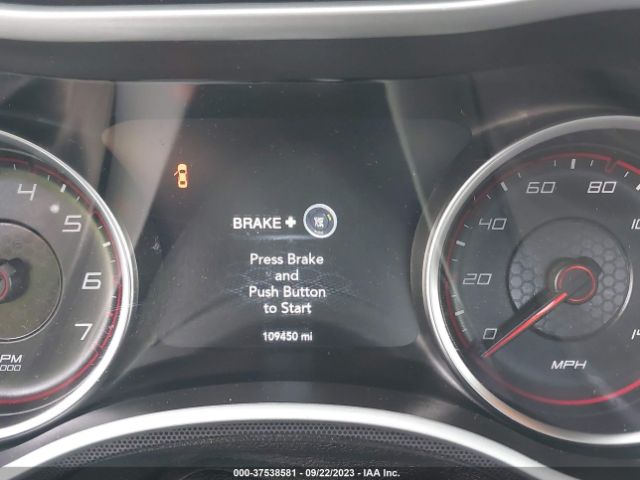 4
5
6
7
PM
000
BRAKE +
Press Brake
and
Push Button
to Start
109450 mi
0
20
40
60
80
MPH
000-37538581 - 09/22/2023 - IAA Inc.